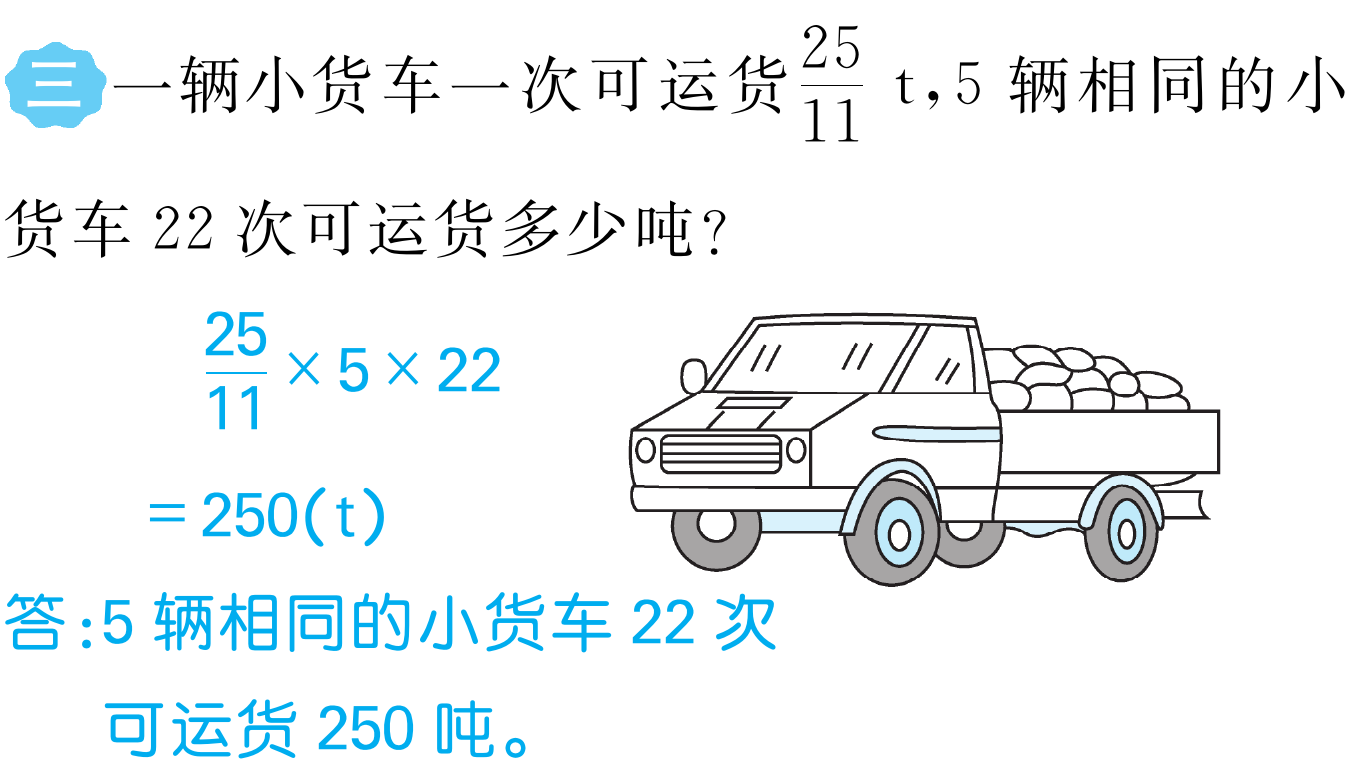 三 一辆小货车一次可运货25/11 t,5 辆相同的小
货车 22 次可运货多少吨?
25/11 × 5 × 22
= 250(t)
答:5 辆相同的小货车 22 次
可运货 250 吨。